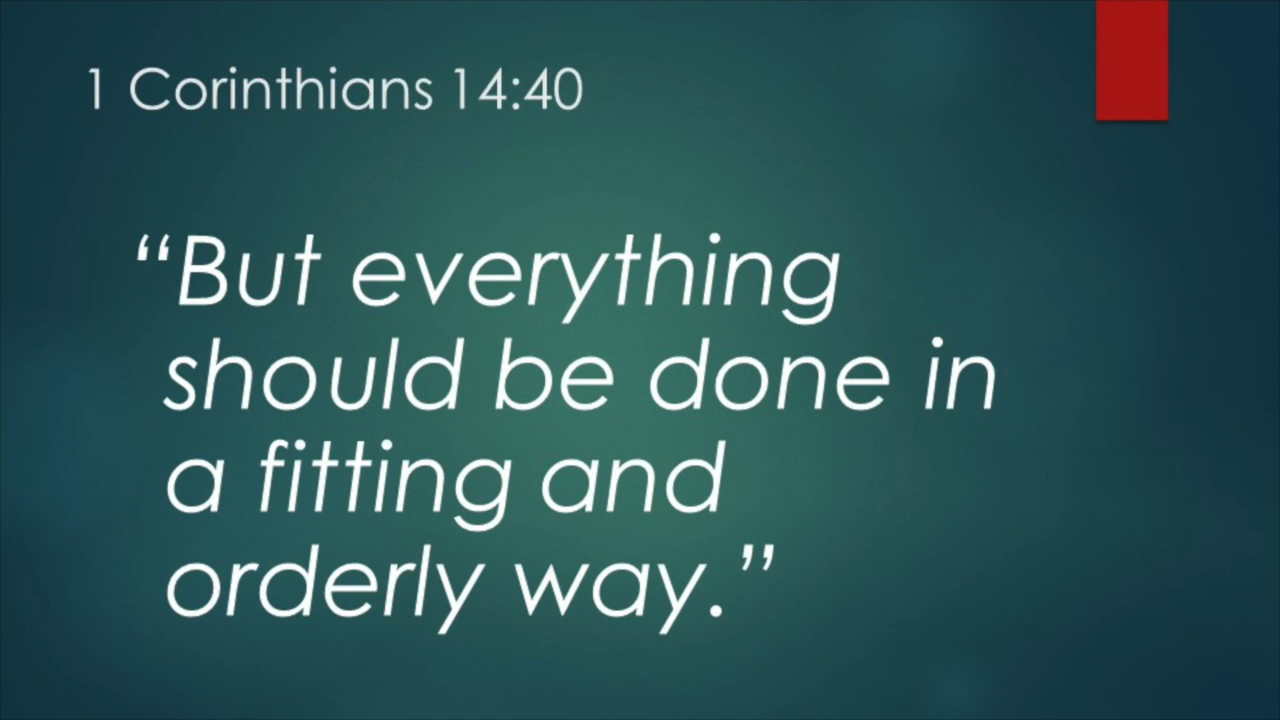 1 Corinthians 14:40
“But everything
should be done in
a fitting and
orderly way.”